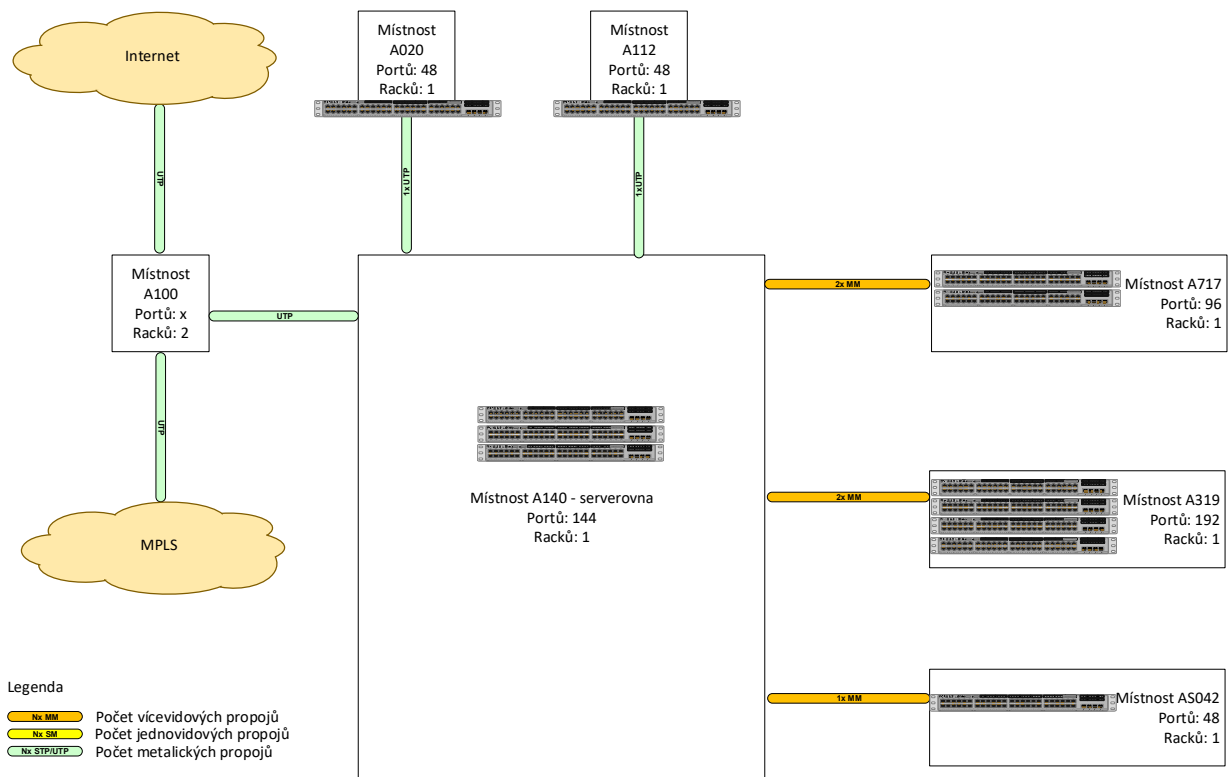 Internet
Místnost
A020
Portů: 48
Racků: 1
Místnost
A112
Portů: 48
Racků: 1
UTP
1x UTP
1xUTP
Místnost
A100
Portů: x
Racků: 2
UTP
2x MM
Místnost A717
Portů: 96
Racků: 1
UTP
Místnost A140 - serverovna
Portů: 144
Racků: 1
2x MM
Místnost A319
Portů: 192
Racků: 1
MPLS
1x MM
Místnost AS042
Portů: 48
Racků: 1
Legenda
Nx MM
Počet vícevidových propojů
Nx SM
Počet jednovidových propojů
Nx STP/UTP
Počet metalických propojů